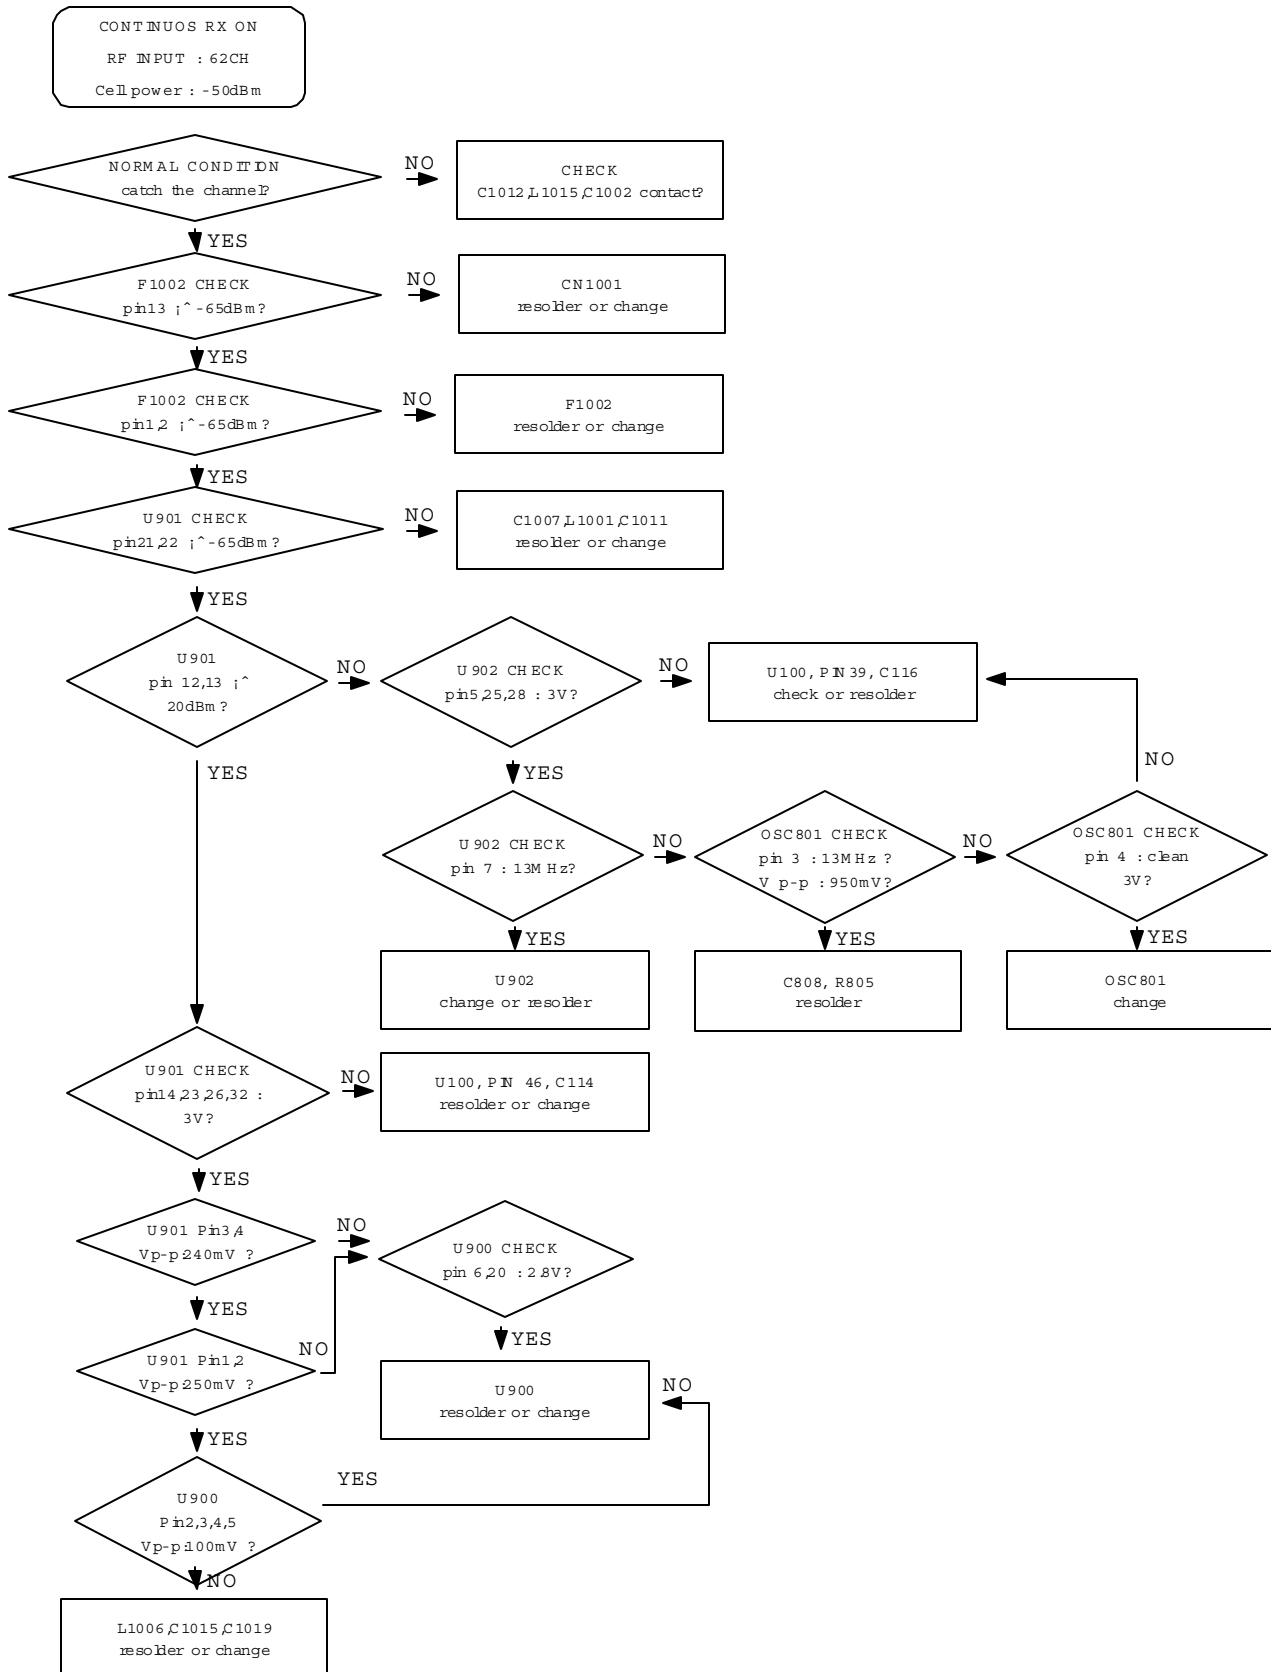 CONTINUOS RX ON
RF INPUT : 62CH
Cell power : -50dBm
NORMAL CONDITION
catch the channel?
NO
CHECK
C1012,L1015,C1002 contact?
YES
F1002 CHECK
pin13 ¡^ -65dBm?
NO
CN1001
resolder or change
YES
F1002 CHECK
pin1,2 ¡^-65dBm?
NO
F1002
resolder or change
YES
U901 CHECK
pin21,22 ¡^-65dBm?
NO
C1007,L1001,C1011
resolder or change
YES
U901
pin 12,13 ¡^
20dBm?
NO
U902 CHECK
pin5,25,28 : 3V?
NO
U100, PIN 39, C116
check or resolder
YES
YES
NO
U902 CHECK
pin 7 : 13MHz?
NO
OSC801 CHECK
pin 3 : 13MHz ?
V p-p : 950mV?
NO
OSC801 CHECK
pin 4 : clean
3V?
YES
YES
YES
U902
change or resolder
C808, R805
resolder
OSC801
change
U901 CHECK
pin14,23,26,32 :
3V?
NO
U100, PIN 46, C114
resolder or change
YES
U901 Pin3,4
Vp-p:240mV ?
NO
U900 CHECK
pin 6,20 : 2.8V?
YES
YES
U901 Pin1,2
Vp-p:250mV ?
NO
U900
resolder or change
NO
YES
YES
U900
Pin2,3,4,5
Vp-p:100mV ?
NO
L1006,C1015,C1019
resolder or change